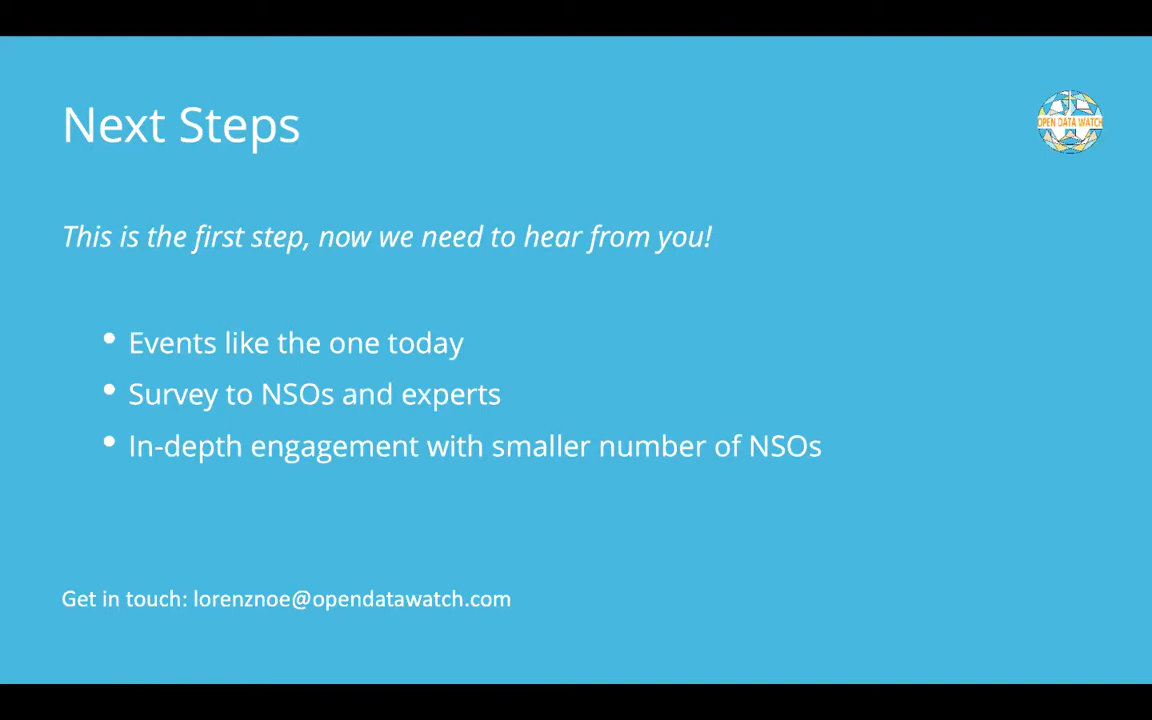 Next Steps
OPEN DATA WATCH
This is the first step, now we need to hear from you!
• Events like the one today
• Survey to NSOs and experts
• In-depth engagement with smaller number of NSOs
Get in touch: lorenznoe@opendatawatch.com